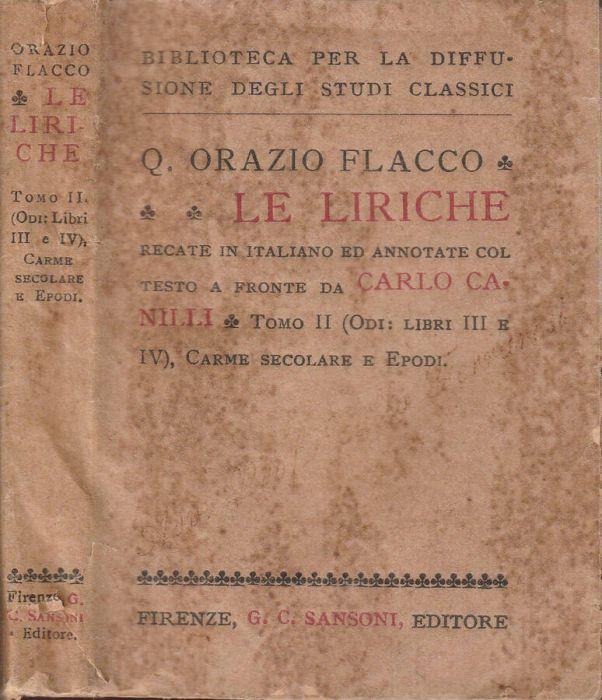 ORAZIO
FLACCO
♣ LE
LIRI-
CHE
TOMO II.
(ODI: LIBRI
III e IV),
CARME
SECOLARE
E EPODI.
Firenze, G.
C. SANSONI
• Editore.
BIBLIOTECA PER LA DIFFU-
SIONE DEGLI STUDI CLASSICI
Q. ORAZIO FLACCO ♣
♣ ♣ LE LIRICHE
RECATE IN ITALIANO ED ANNOTATE COL
TESTO A FRONTE DA CARLO CA-
NILLI ♣ TOMO II (ODI: LIBRI III E
IV), CARME SECOLARE E EPODI.
FIRENZE, G. C. SANSONI, EDITORE